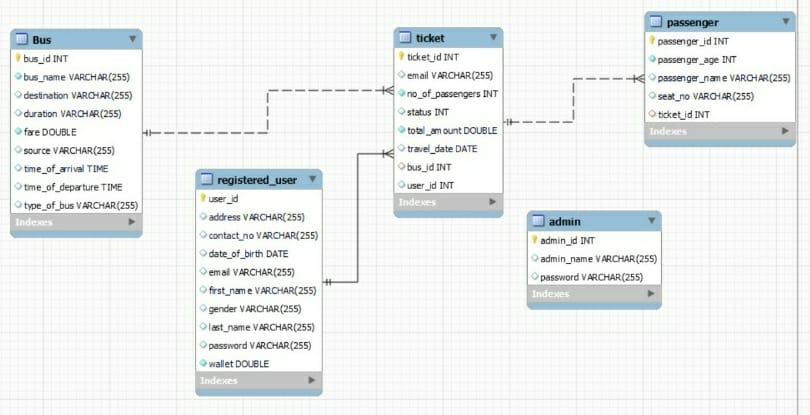 Bus
bus_id INT
bus_name VARCHAR(255)
destination VARCHAR(255)
duration VARCHAR(255)
fare DOUBLE
source VARCHAR(255)
time_of_arrival TIME
time_of_departure TIME
type_of_bus VARCHAR(255)
Indexes
registered_user
user_id
address VARCHAR(255)
contact_no VARCHAR(255)
date_of_birth DATE
email VARCHAR(255)
first_name VARCHAR(255)
gender VARCHAR(255)
last_name VARCHAR(255)
password VARCHAR(255)
wallet DOUBLE
Indexes
ticket
ticket_id INT
email VARCHAR(255)
no_of_passengers INT
status INT
total_amount DOUBLE
travel_date DATE
bus_id INT
user_id INT
Indexes
passenger
passenger_id INT
passenger_age INT
passenger_name VARCHAR(255)
seat_no VARCHAR(255)
ticket_id INT
Indexes
admin
admin_id INT
admin_name VARCHAR(255)
password VARCHAR(255)
Indexes